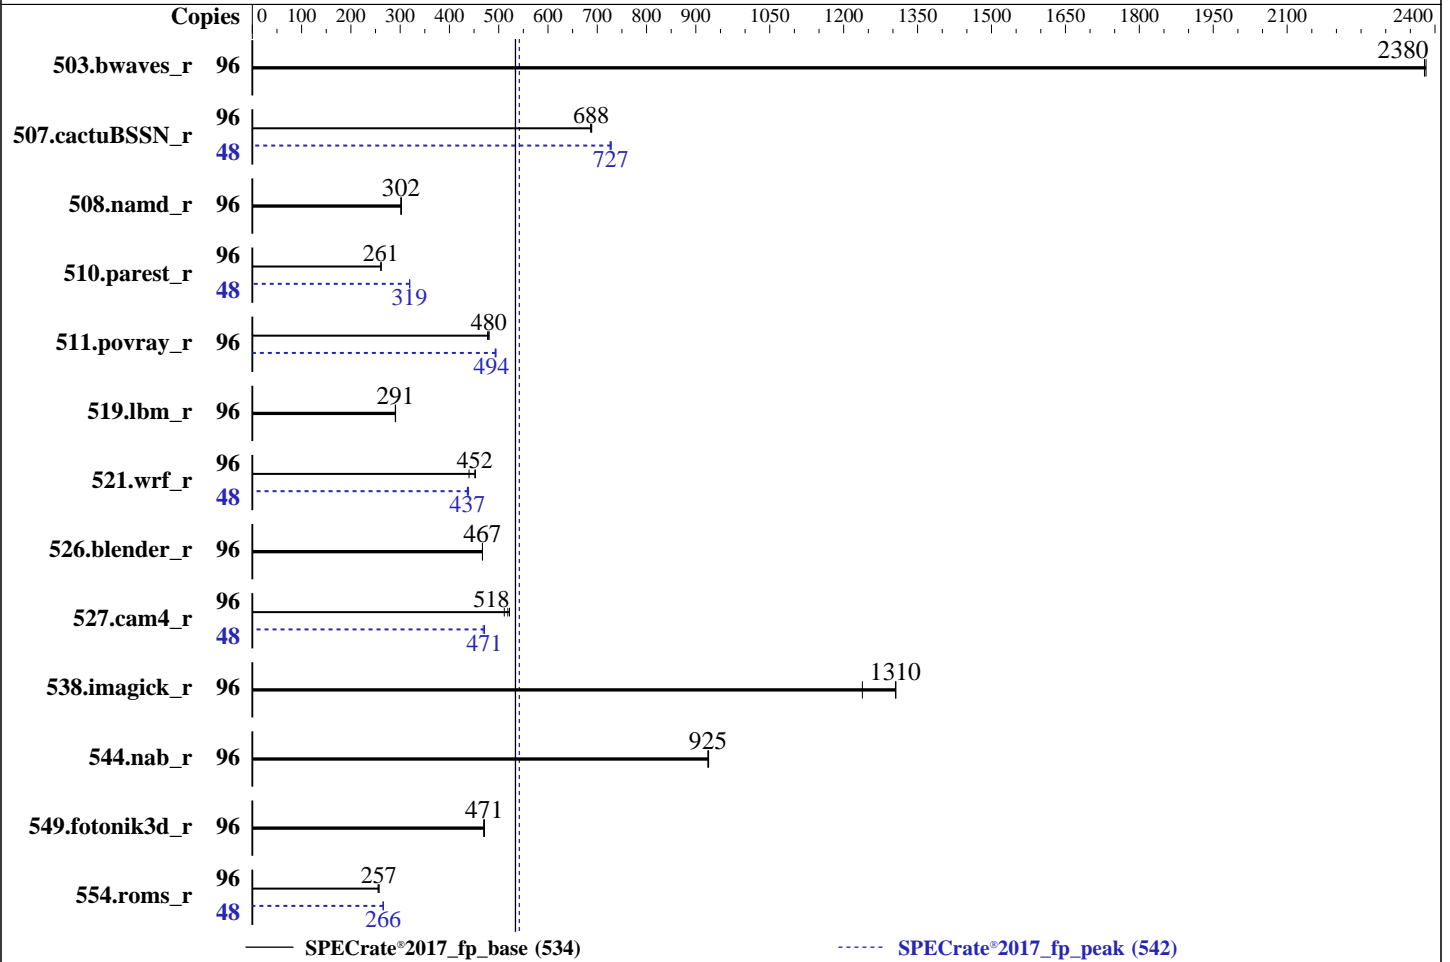 Copies 0 100 200 300 400 500 600 700 800 900 1050 1200 1350 1500 1650 1800 1950 2100 2400
503.bwaves_r 96 2380
507.cactuBSSN_r 96 688
48 727
508.namd_r 96 302
510.parest_r 96 261
48 319
511.povray_r 96 480
494
519.lbm_r 96 291
521.wrf_r 96 452
48 437
526.blender_r 96 467
527.cam4_r 96 518
48 471
538.imagick_r 96 1310
544.nab_r 96 925
549.fotonik3d_r 96 471
554.roms_r 96 257
48 266
SPECrate®2017_fp_base (534) SPECrate®2017_fp_peak (542)